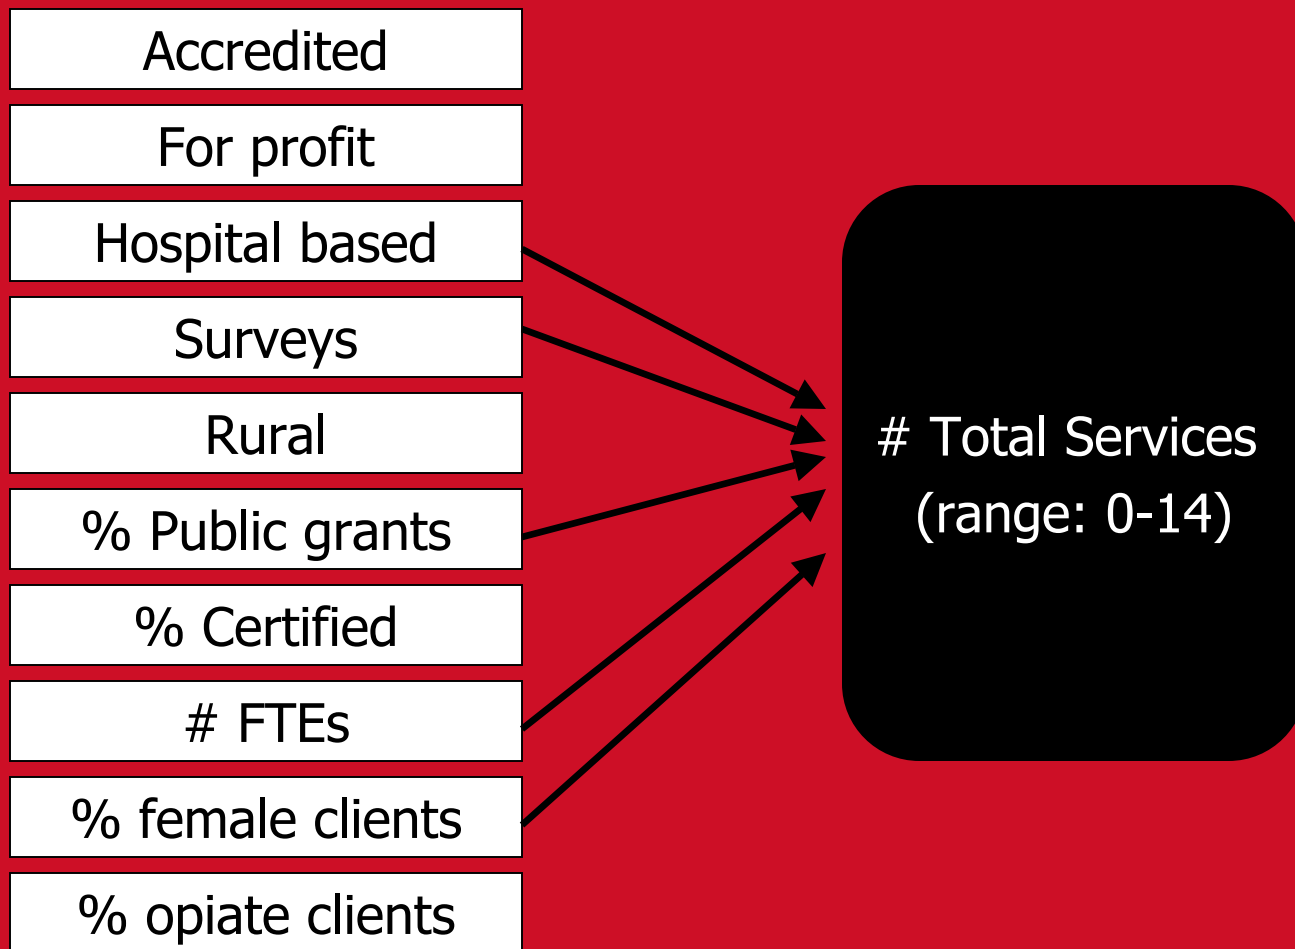 Accredited
For profit
Hospital based
Surveys
Rural
% Public grants
% Certified
# FTEs
% female clients
% opiate clients
# Total Services
(range: 0-14)